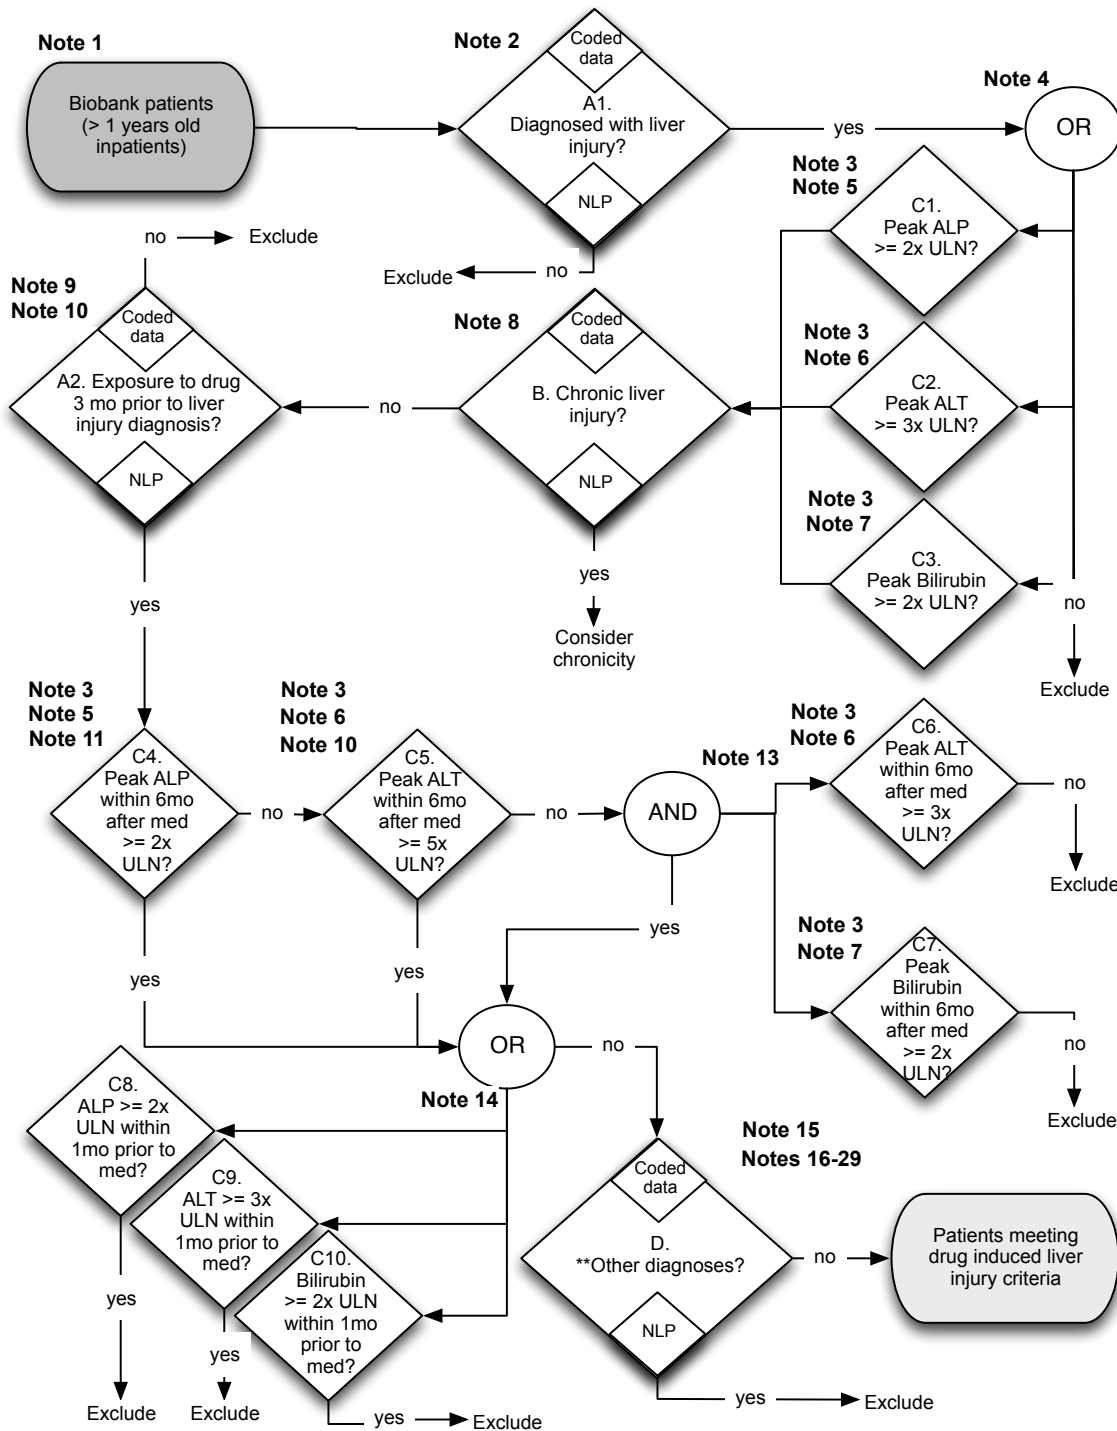 Note 1
Biobank patients
(> 1 years old
inpatients)
Note 2
Coded
data
A1.
Diagnosed with liver
injury?
NLP
yes
Note 4
OR
no
Exclude
Note 3
Note 5
C1.
Peak ALP
>= 2x ULN?
Note 3
Note 6
C2.
Peak ALT
>= 3x ULN?
Note 3
Note 7
C3.
Peak Bilirubin
>= 2x ULN?
no
Exclude
Note 8
Coded
data
B. Chronic liver
injury?
NLP
yes
Consider
chronicity
no
no
Exclude
Note 9
Note 10
Coded
data
A2. Exposure to drug
3 mo prior to liver
injury diagnosis?
NLP
yes
Note 3
Note 5
Note 11
C4.
Peak ALP
within 6mo
after med
>= 2x
ULN?
no
yes
Note 3
Note 6
Note 10
C5.
Peak ALT
within 6mo
after med
>= 5x
ULN?
no
yes
Note 13
AND
yes
Note 3
Note 6
C6.
Peak ALT
within 6mo
after med
>= 3x
ULN?
no
Exclude
Note 3
Note 7
C7.
Peak
Bilirubin
within 6mo
after med
>= 2x
ULN?
no
Exclude
OR
no
Note 14
C8.
ALP >= 2x
ULN within
1mo prior to
med?
yes
Exclude
C9.
ALT >= 3x
ULN within
1mo prior to
med?
yes
Exclude
C10.
Bilirubin
>= 2x ULN
within 1mo
prior to
med?
yes
Exclude
Note 15
Notes 16-29
Coded
data
D.
**Other diagnoses?
NLP
yes
Exclude
no
Patients meeting
drug induced liver
injury criteria